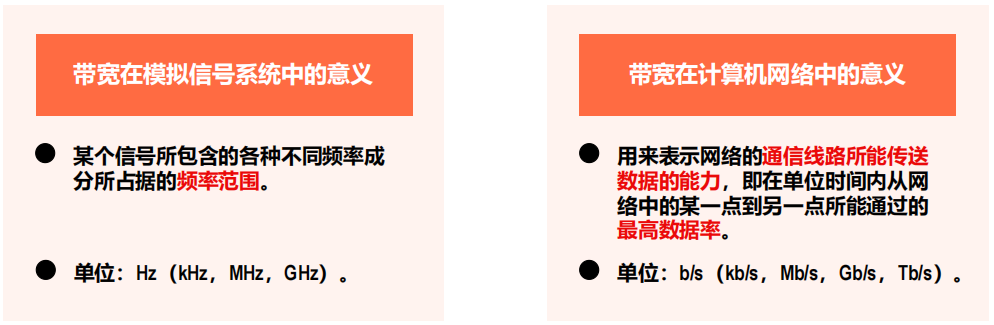 带宽在模拟信号系统中的意义
● 某个信号所包含的各种不同频率成
分所占据的频率范围。
● 单位：Hz（kHz，MHz，GHz）。
带宽在计算机网络中的意义
● 用来表示网络的通信线路所能传送
数据的能力，即在单位时间内从网
络中的某一点到另一点所能通过的
最高数据率。
● 单位：b/s（kb/s，Mb/s，Gb/s，Tb/s）。